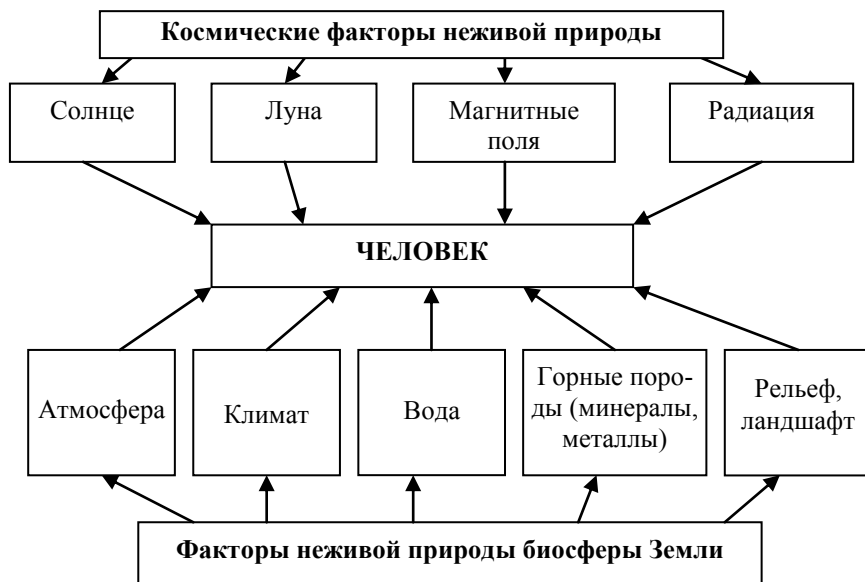 Космические факторы неживой природы
Солнце
Луна
Магнитные
поля
Радиация
ЧЕЛОВЕК
Атмосфера
Климат
Вода
Горные поро-
ды (минералы,
металлы)
Рельеф,
ландшафт
Факторы неживой природы биосферы Земли